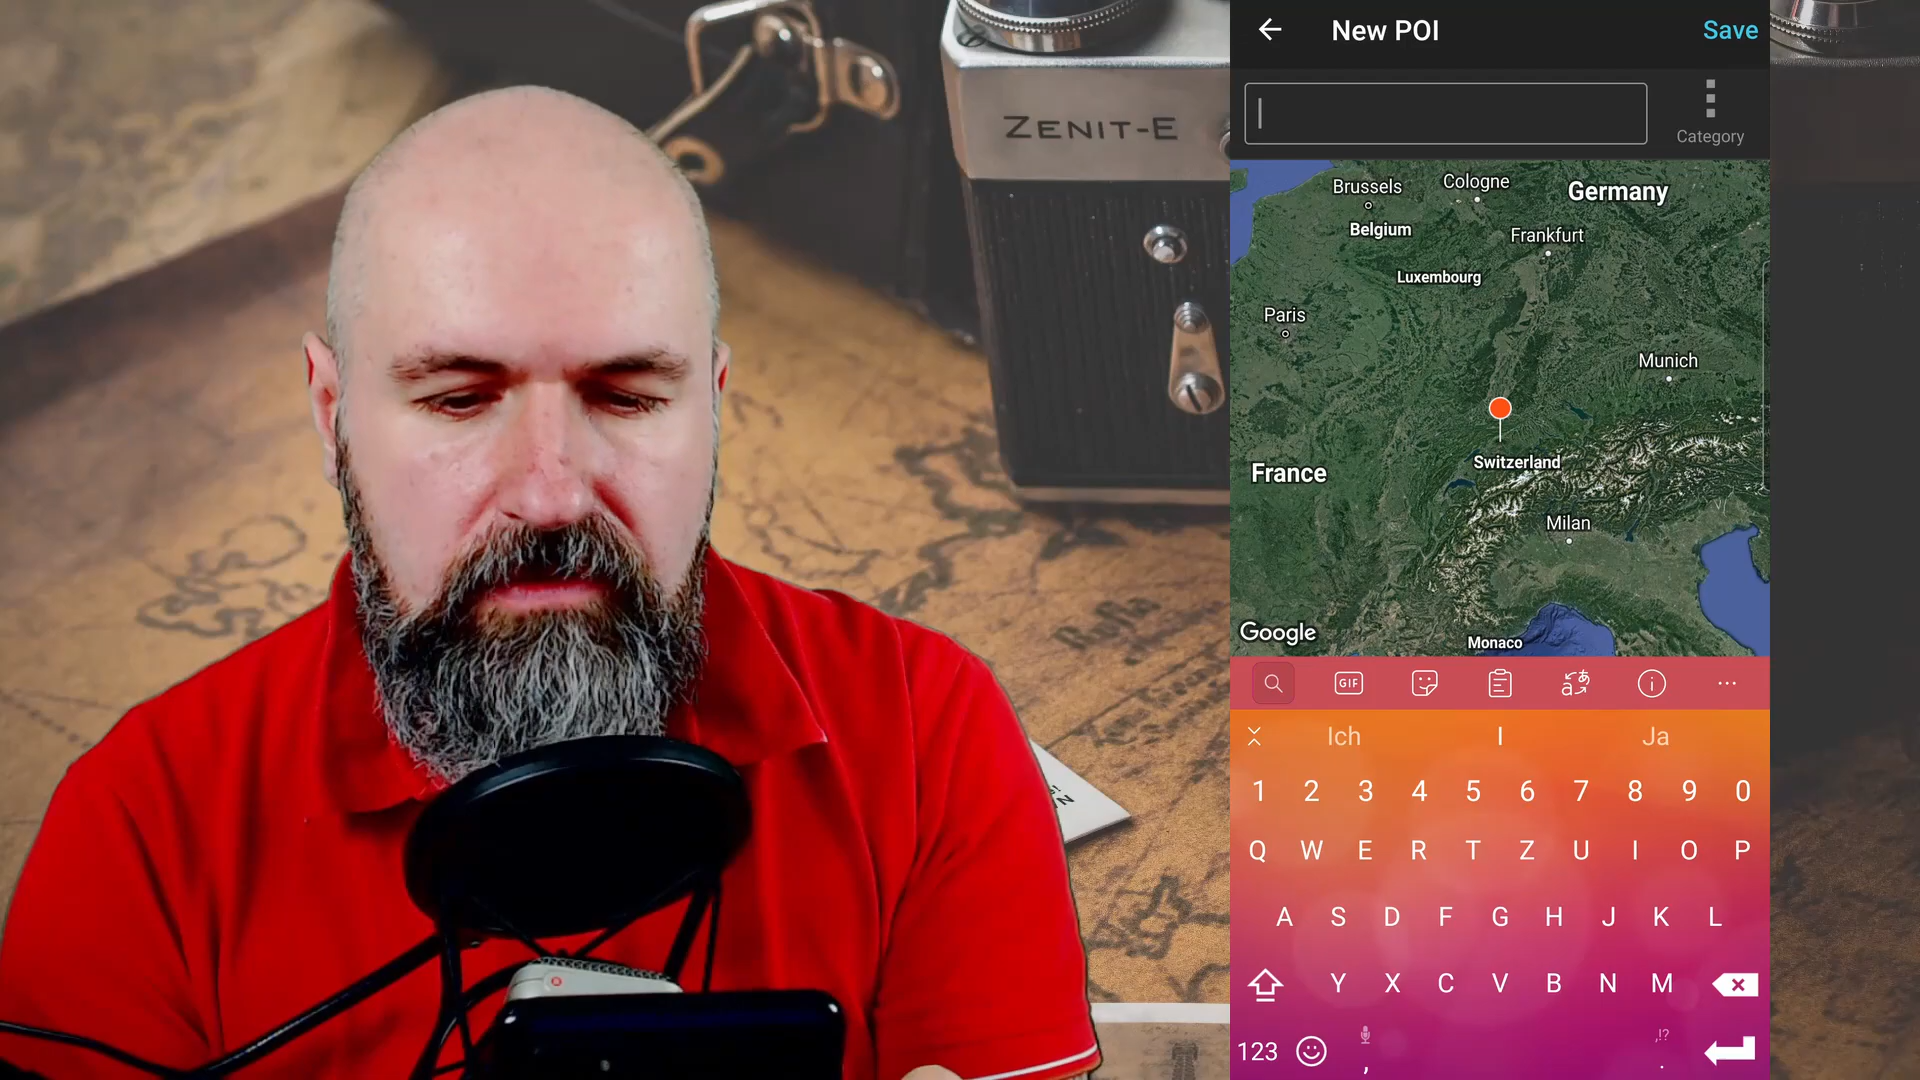 ZENIT-E
New POI
Save
Category
Brussels
Cologne
Germany
Belgium
Frankfurt
Luxembourg
Paris
Munich
France
Switzerland
Milan
Google
Monaco
GIF
Ich
I
Ja
1 2 3 4 5 6 7 8 9 0
Q W E R T Z U I O P
A S D F G H J K L
Y X C V B N M
123 , ,!? .